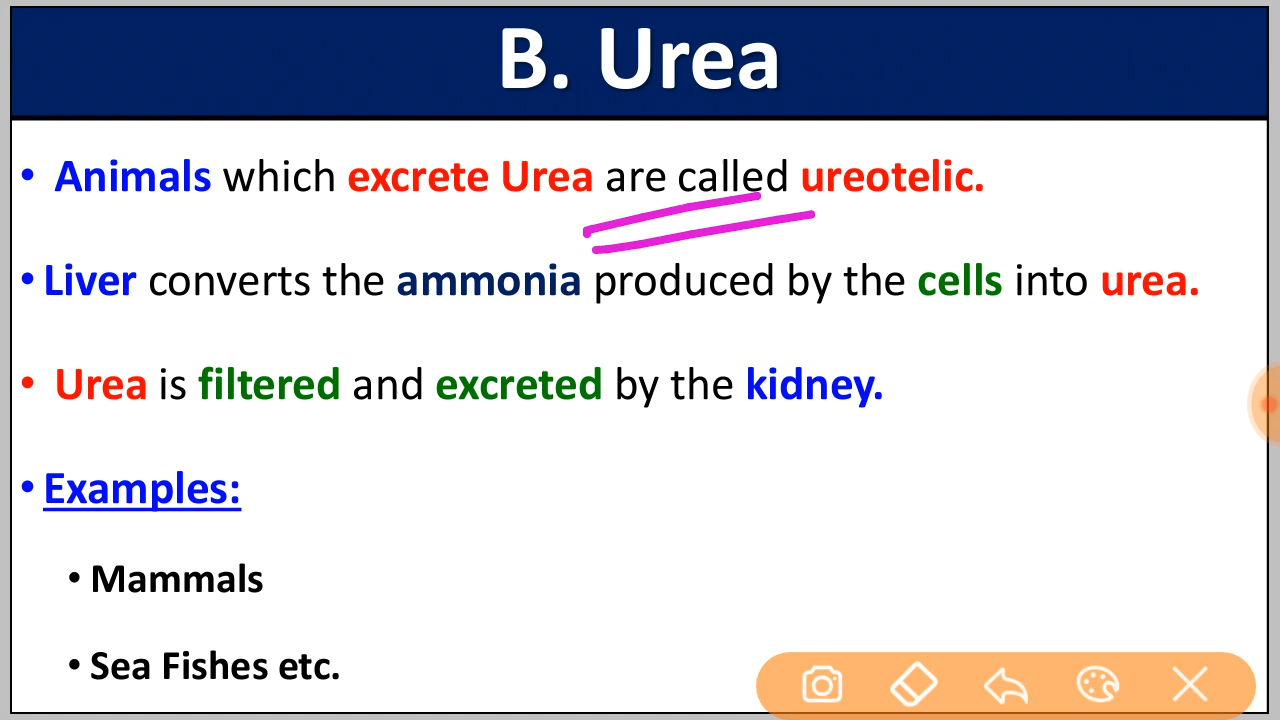 B. Urea
• Animals which excrete Urea are called ureotelic.
• Liver converts the ammonia produced by the cells into urea.
• Urea is filtered and excreted by the kidney.
• Examples:
• Mammals
• Sea Fishes etc.